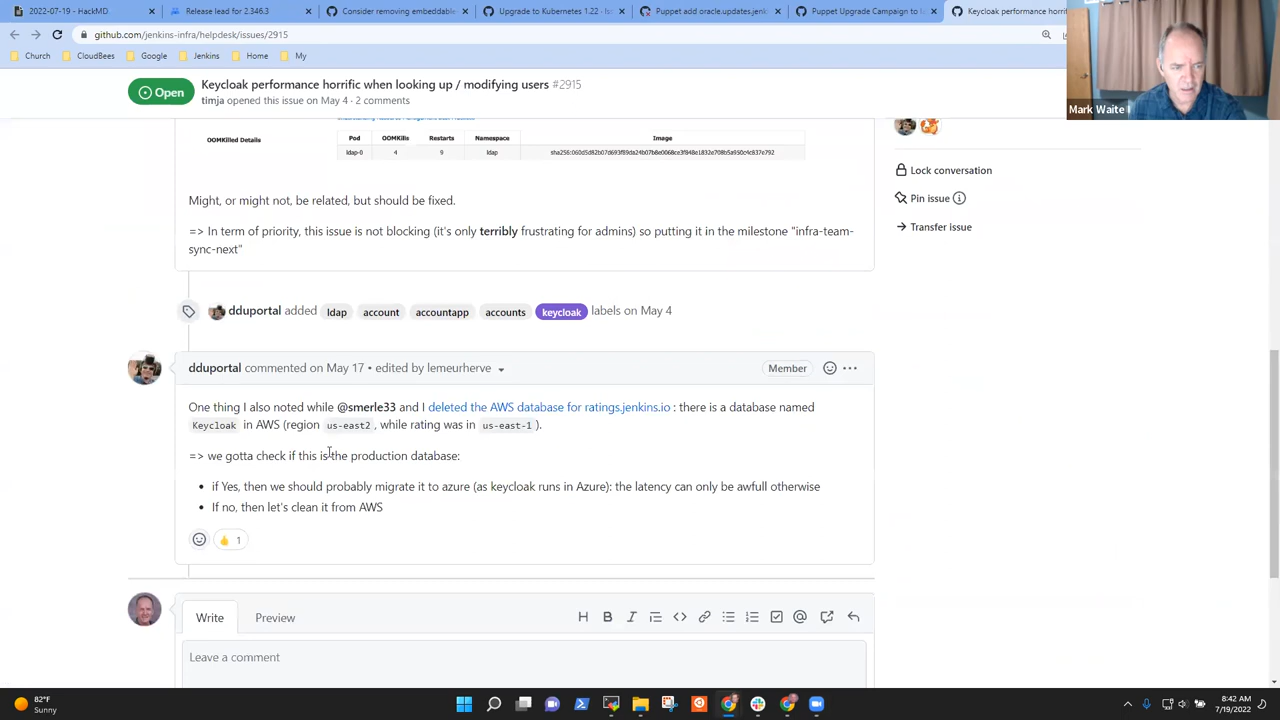 2022-07-19 - HackMD
Release lead for 2.346.3
Consider removing embeddable-
Upgrade to Kubernetes 1.22 - Is
Puppet add oracle.updates.jenki
Puppet Upgrade Campaign to la
Keycloak performance horri
github.com/jenkins-infra/helpdesk/issues/2915
Church
CloudBees
Google
Jenkins
Home
My
Mark Waite
Open
Keycloak performance horrific when looking up / modifying users #2915
timja opened this issue on May 4 · 2 comments
OOMKilled Details
Pod OOMKills Restarts Namespace Image
ldap-0 4 9 ldap
Might, or might not, be related, but should be fixed.
=> In term of priority, this issue is not blocking (it's only terribly frustrating for admins) so putting it in the milestone "infra-team-
sync-next"
Lock conversation
Pin issue
Transfer issue
dduportal added ldap account accountapp accounts keycloak labels on May 4
dduportal commented on May 17 • edited by lemeurherve
Member
One thing I also noted while @smerle33 and I deleted the AWS database for ratings.jenkins.io : there is a database named
Keycloak in AWS (region us-east2, while rating was in us-east-1 ).
=> we gotta check if this is the production database:
• if Yes, then we should probably migrate it to azure (as keycloak runs in Azure): the latency can only be awfull otherwise
• If no, then let's clean it from AWS
1
Write
Preview
Leave a comment
82°F
Sunny
8:42 AM
7/19/2022